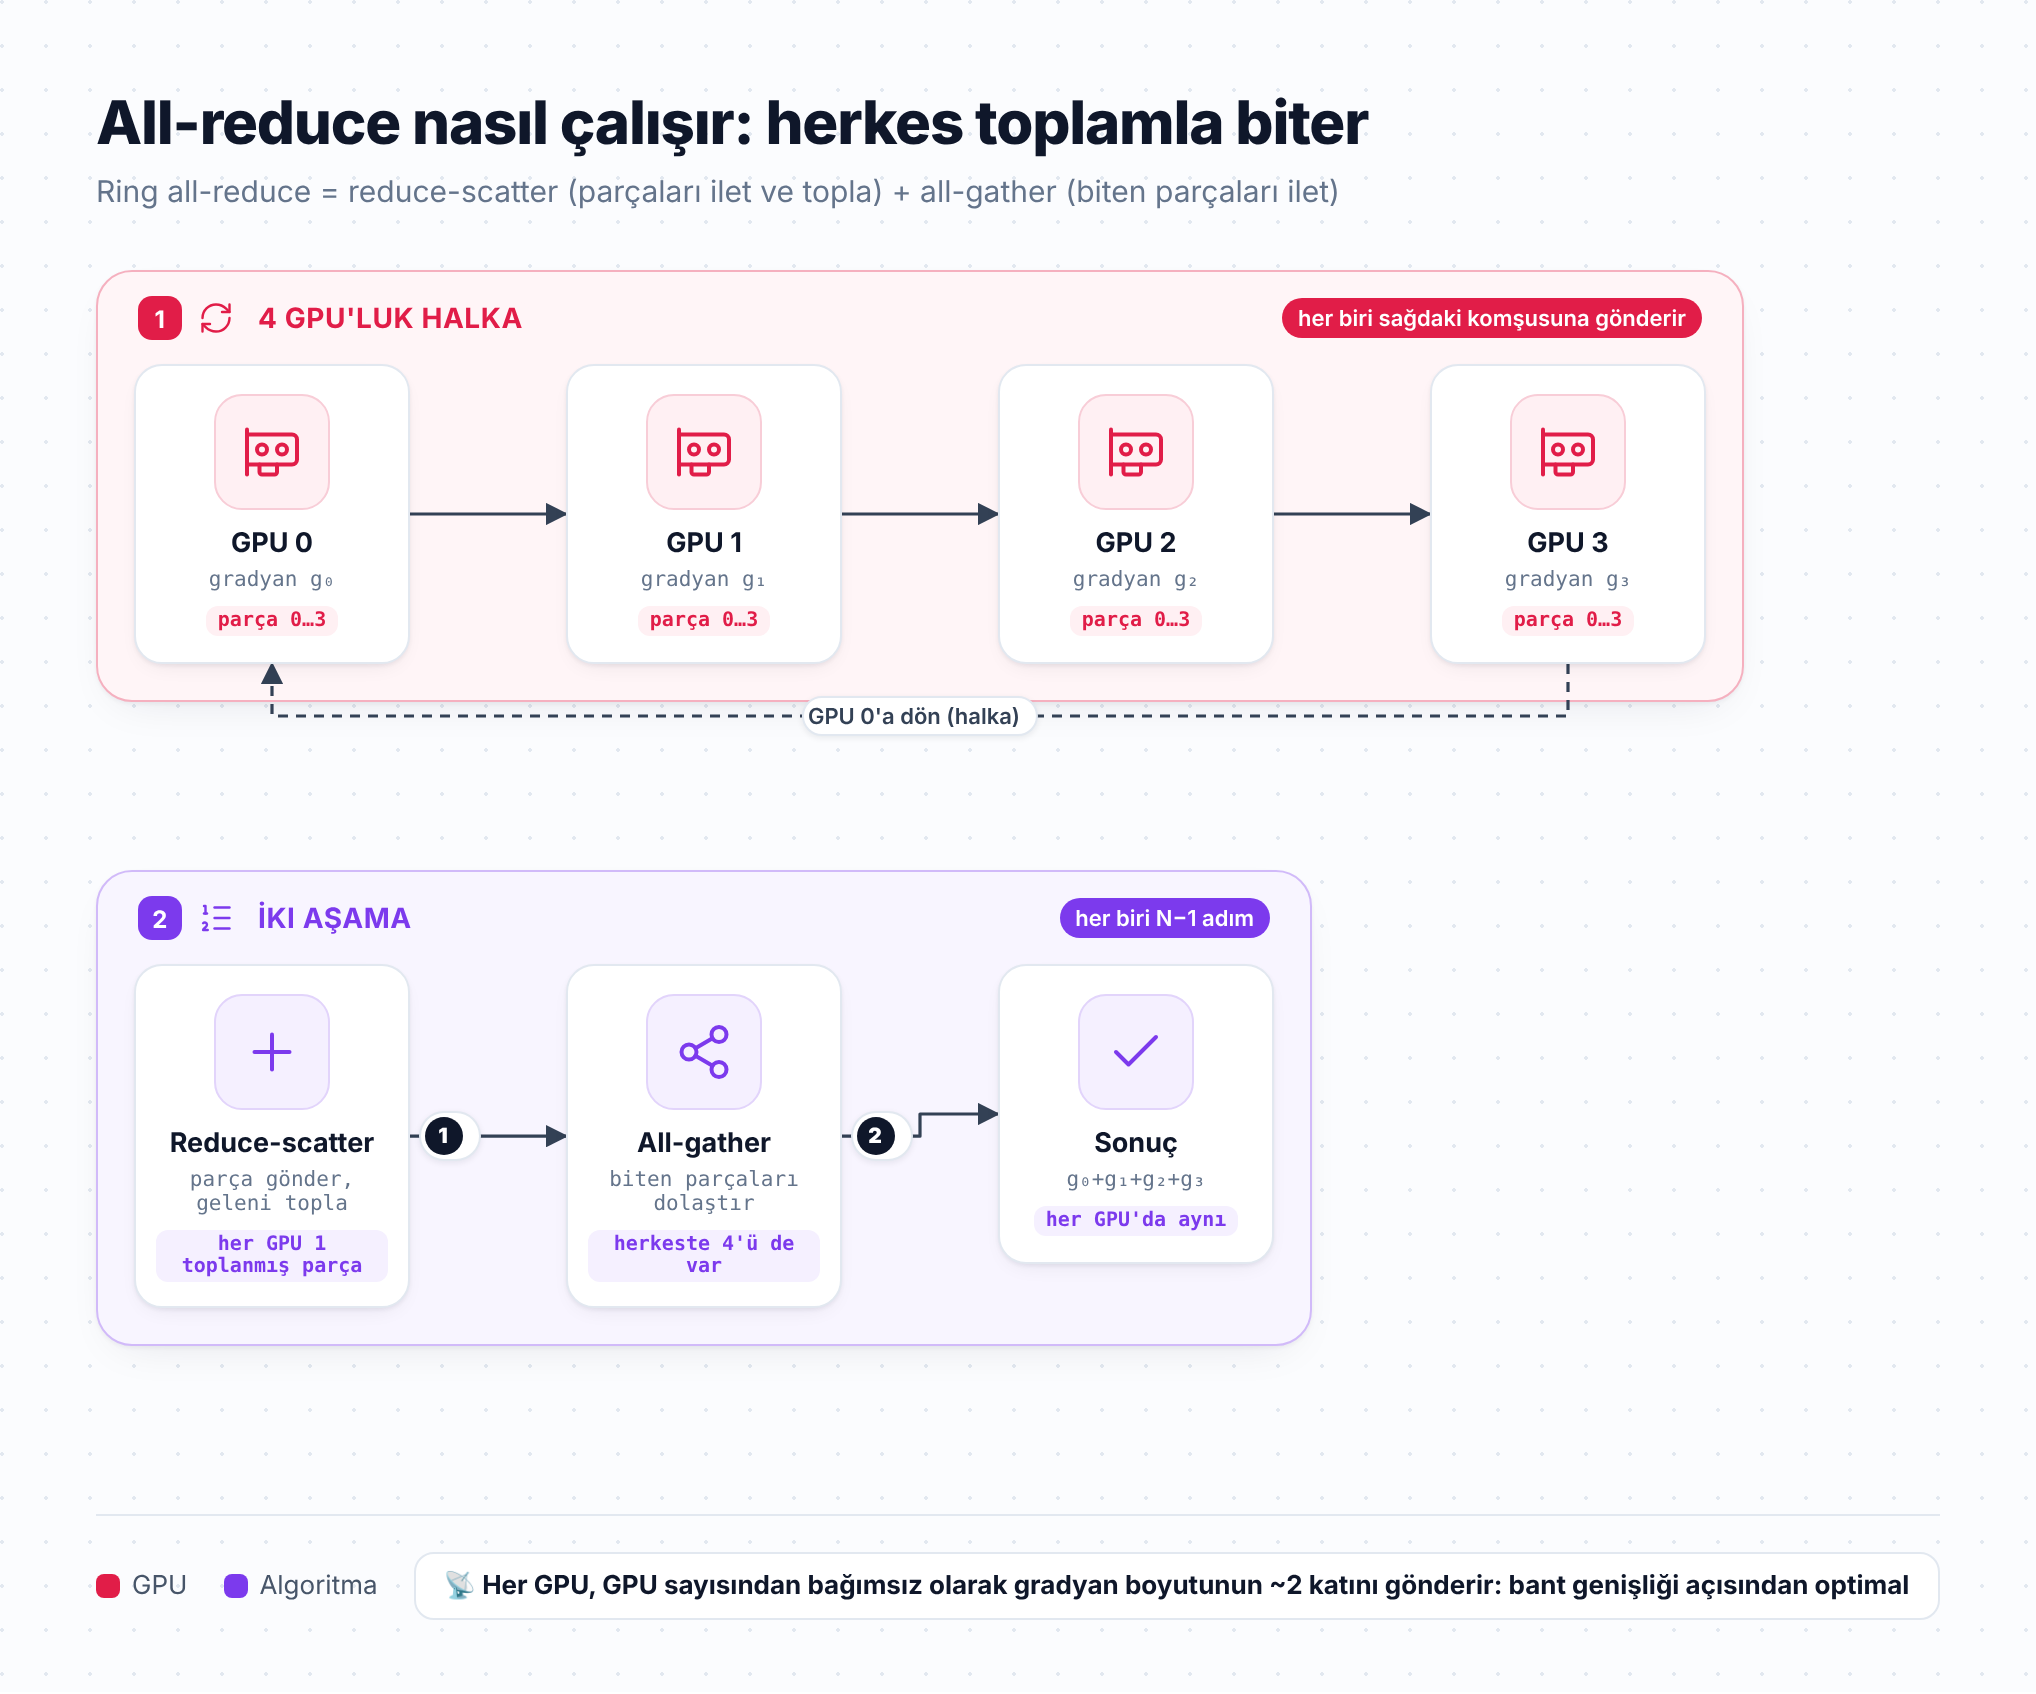 All-reduce nasıl çalışır: herkes toplamla biter
Ring all-reduce = reduce-scatter (parçaları ilet ve topla) + all-gather (biten parçaları ilet)
1 4 GPU'LUK HALKA
her biri sağdaki komşusuna gönderir
GPU 0
gradyan g₀
parça 0…3
GPU 1
gradyan g₁
parça 0…3
GPU 2
gradyan g₂
parça 0…3
GPU 3
gradyan g₃
parça 0…3
GPU 0'a dön (halka)
2 İKI AŞAMA
her biri N−1 adım
Reduce-scatter
parça gönder,
geleni topla
her GPU 1
toplanmış parça
1
All-gather
biten parçaları
dolaştır
herkeste 4'ü de
var
2
Sonuç
g₀+g₁+g₂+g₃
her GPU'da aynı
GPU
Algoritma
📡 Her GPU, GPU sayısından bağımsız olarak gradyan boyutunun ~2 katını gönderir: bant genişliği açısından optimal